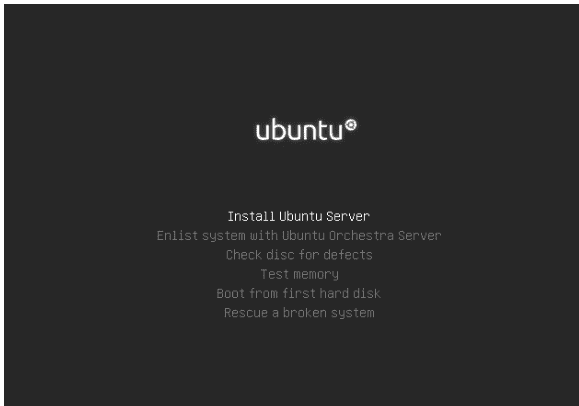 ubuntu
Install Ubuntu Server
Enlist system with Ubuntu Orchestra Server
Check disc for defects
Test memory
Boot from first hard disk
Rescue a broken system